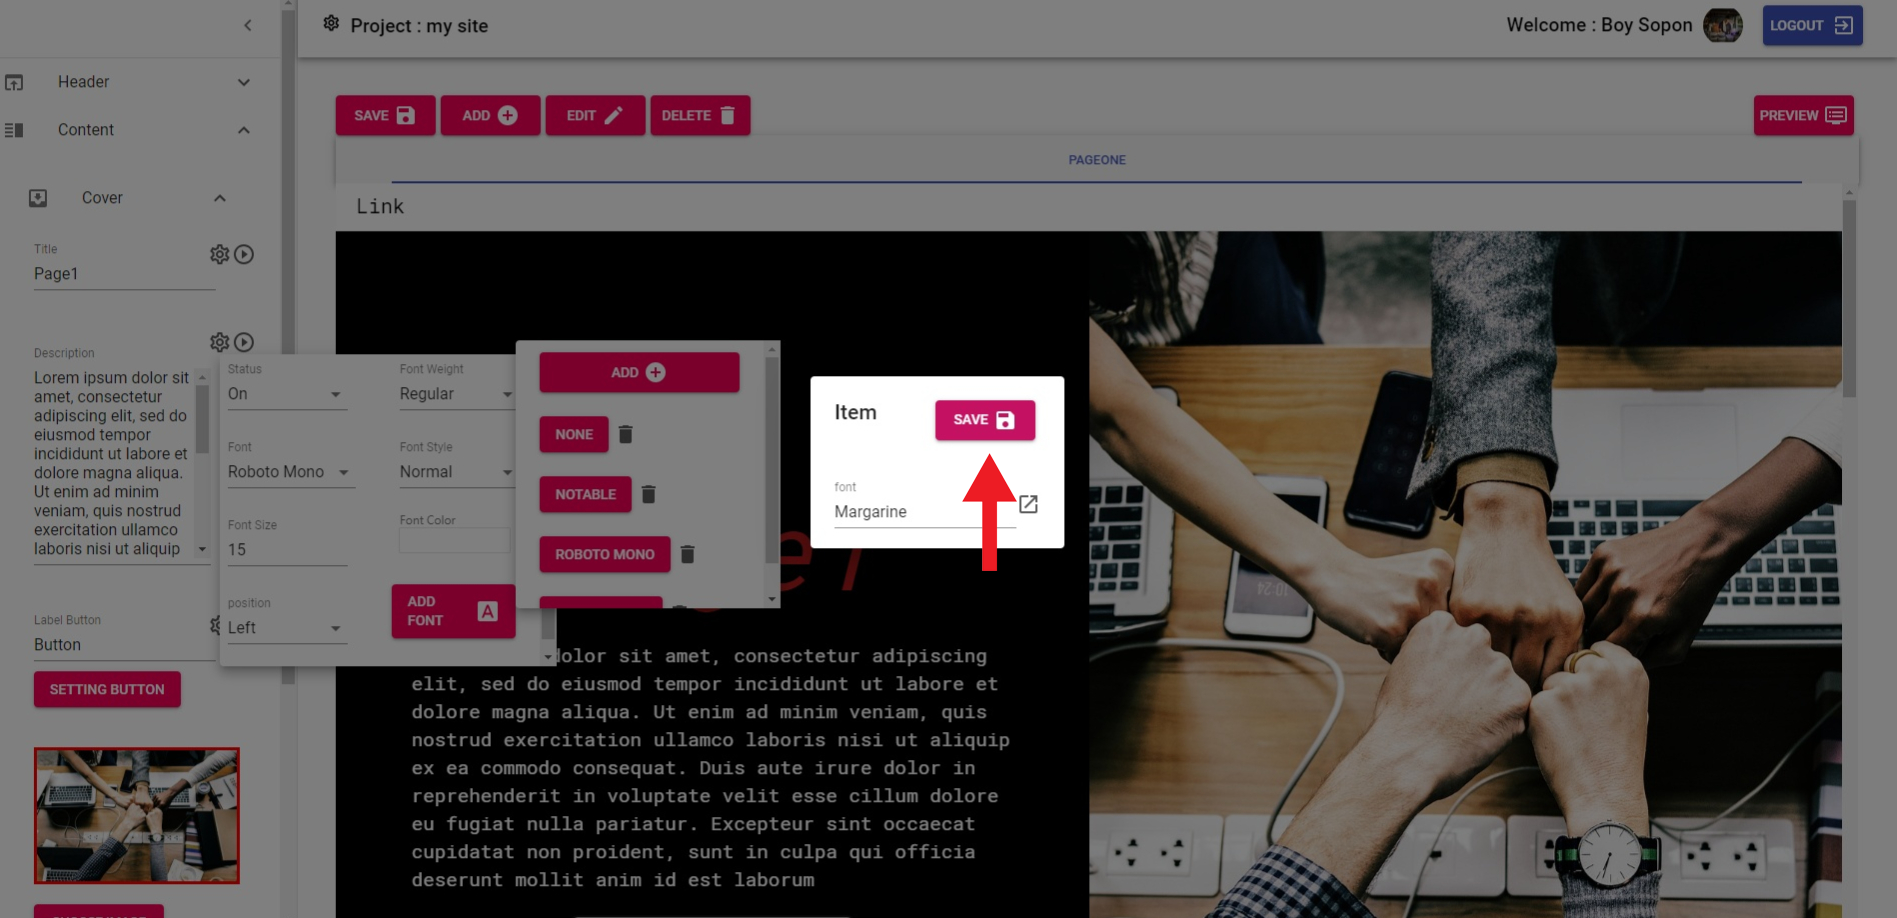 Project : my site
Welcome : Boy Sopon
LOGOUT
Header
Content
Cover
Title
Page1
Description
Lorem ipsum dolor sit
amet, consectetur
adipiscing elit, sed do
eiusmod tempor
incididunt ut labore et
dolore magna aliqua.
Ut enim ad minim
veniam, quis nostrud
exercitation ullamco
laboris nisi ut aliquip
Label Button
Button
SETTING BUTTON
SAVE
ADD
EDIT
DELETE
PREVIEW
PAGEONE
Link
Status
On
Font Weight
Regular
Font
Roboto Mono
Font Style
Normal
Font Size
15
Font Color
position
Left
ADD
FONT
ADD
NONE
NOTABLE
ROBOTO MONO
Item
SAVE
font
Margarine
dolor sit amet, consectetur adipiscing
elit, sed do eiusmod tempor incididunt ut labore et
dolore magna aliqua. Ut enim ad minim veniam, quis
nostrud exercitation ullamco laboris nisi ut aliquip
ex ea commodo consequat. Duis aute irure dolor in
reprehenderit in voluptate velit esse cillum dolore
eu fugiat nulla pariatur. Excepteur sint occaecat
cupidatat non proident, sunt in culpa qui officia
deserunt mollit anim id est laborum
10:24